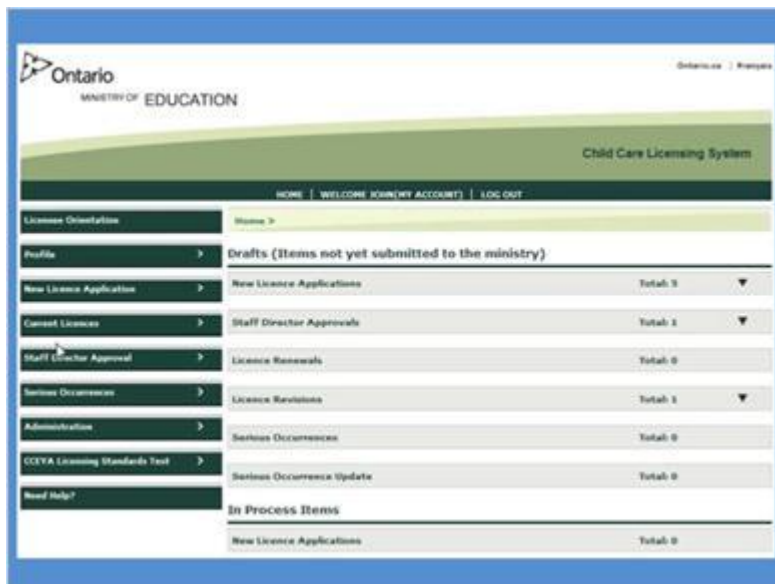 Ontario
MINISTRY OF EDUCATION
Ontario.ca | Français
Child Care Licensing System
HOME | WELCOME JOHN(MY ACCOUNT) | LOG OUT
Licensee Orientation
Profile >
New Licence Application >
Current Licences >
Staff Director Approval >
Serious Occurrences >
Administration >
CCEYA Licensing Standards Test >
Need Help?
Home >
Drafts (Items not yet submitted to the ministry)
New Licence Applications Total: 5 ▼
Staff Director Approvals Total: 1 ▼
Licence Renewals Total: 0
Licence Revisions Total: 1 ▼
Serious Occurrences Total: 0
Serious Occurrence Update Total: 0
In Process Items
New Licence Applications Total: 0